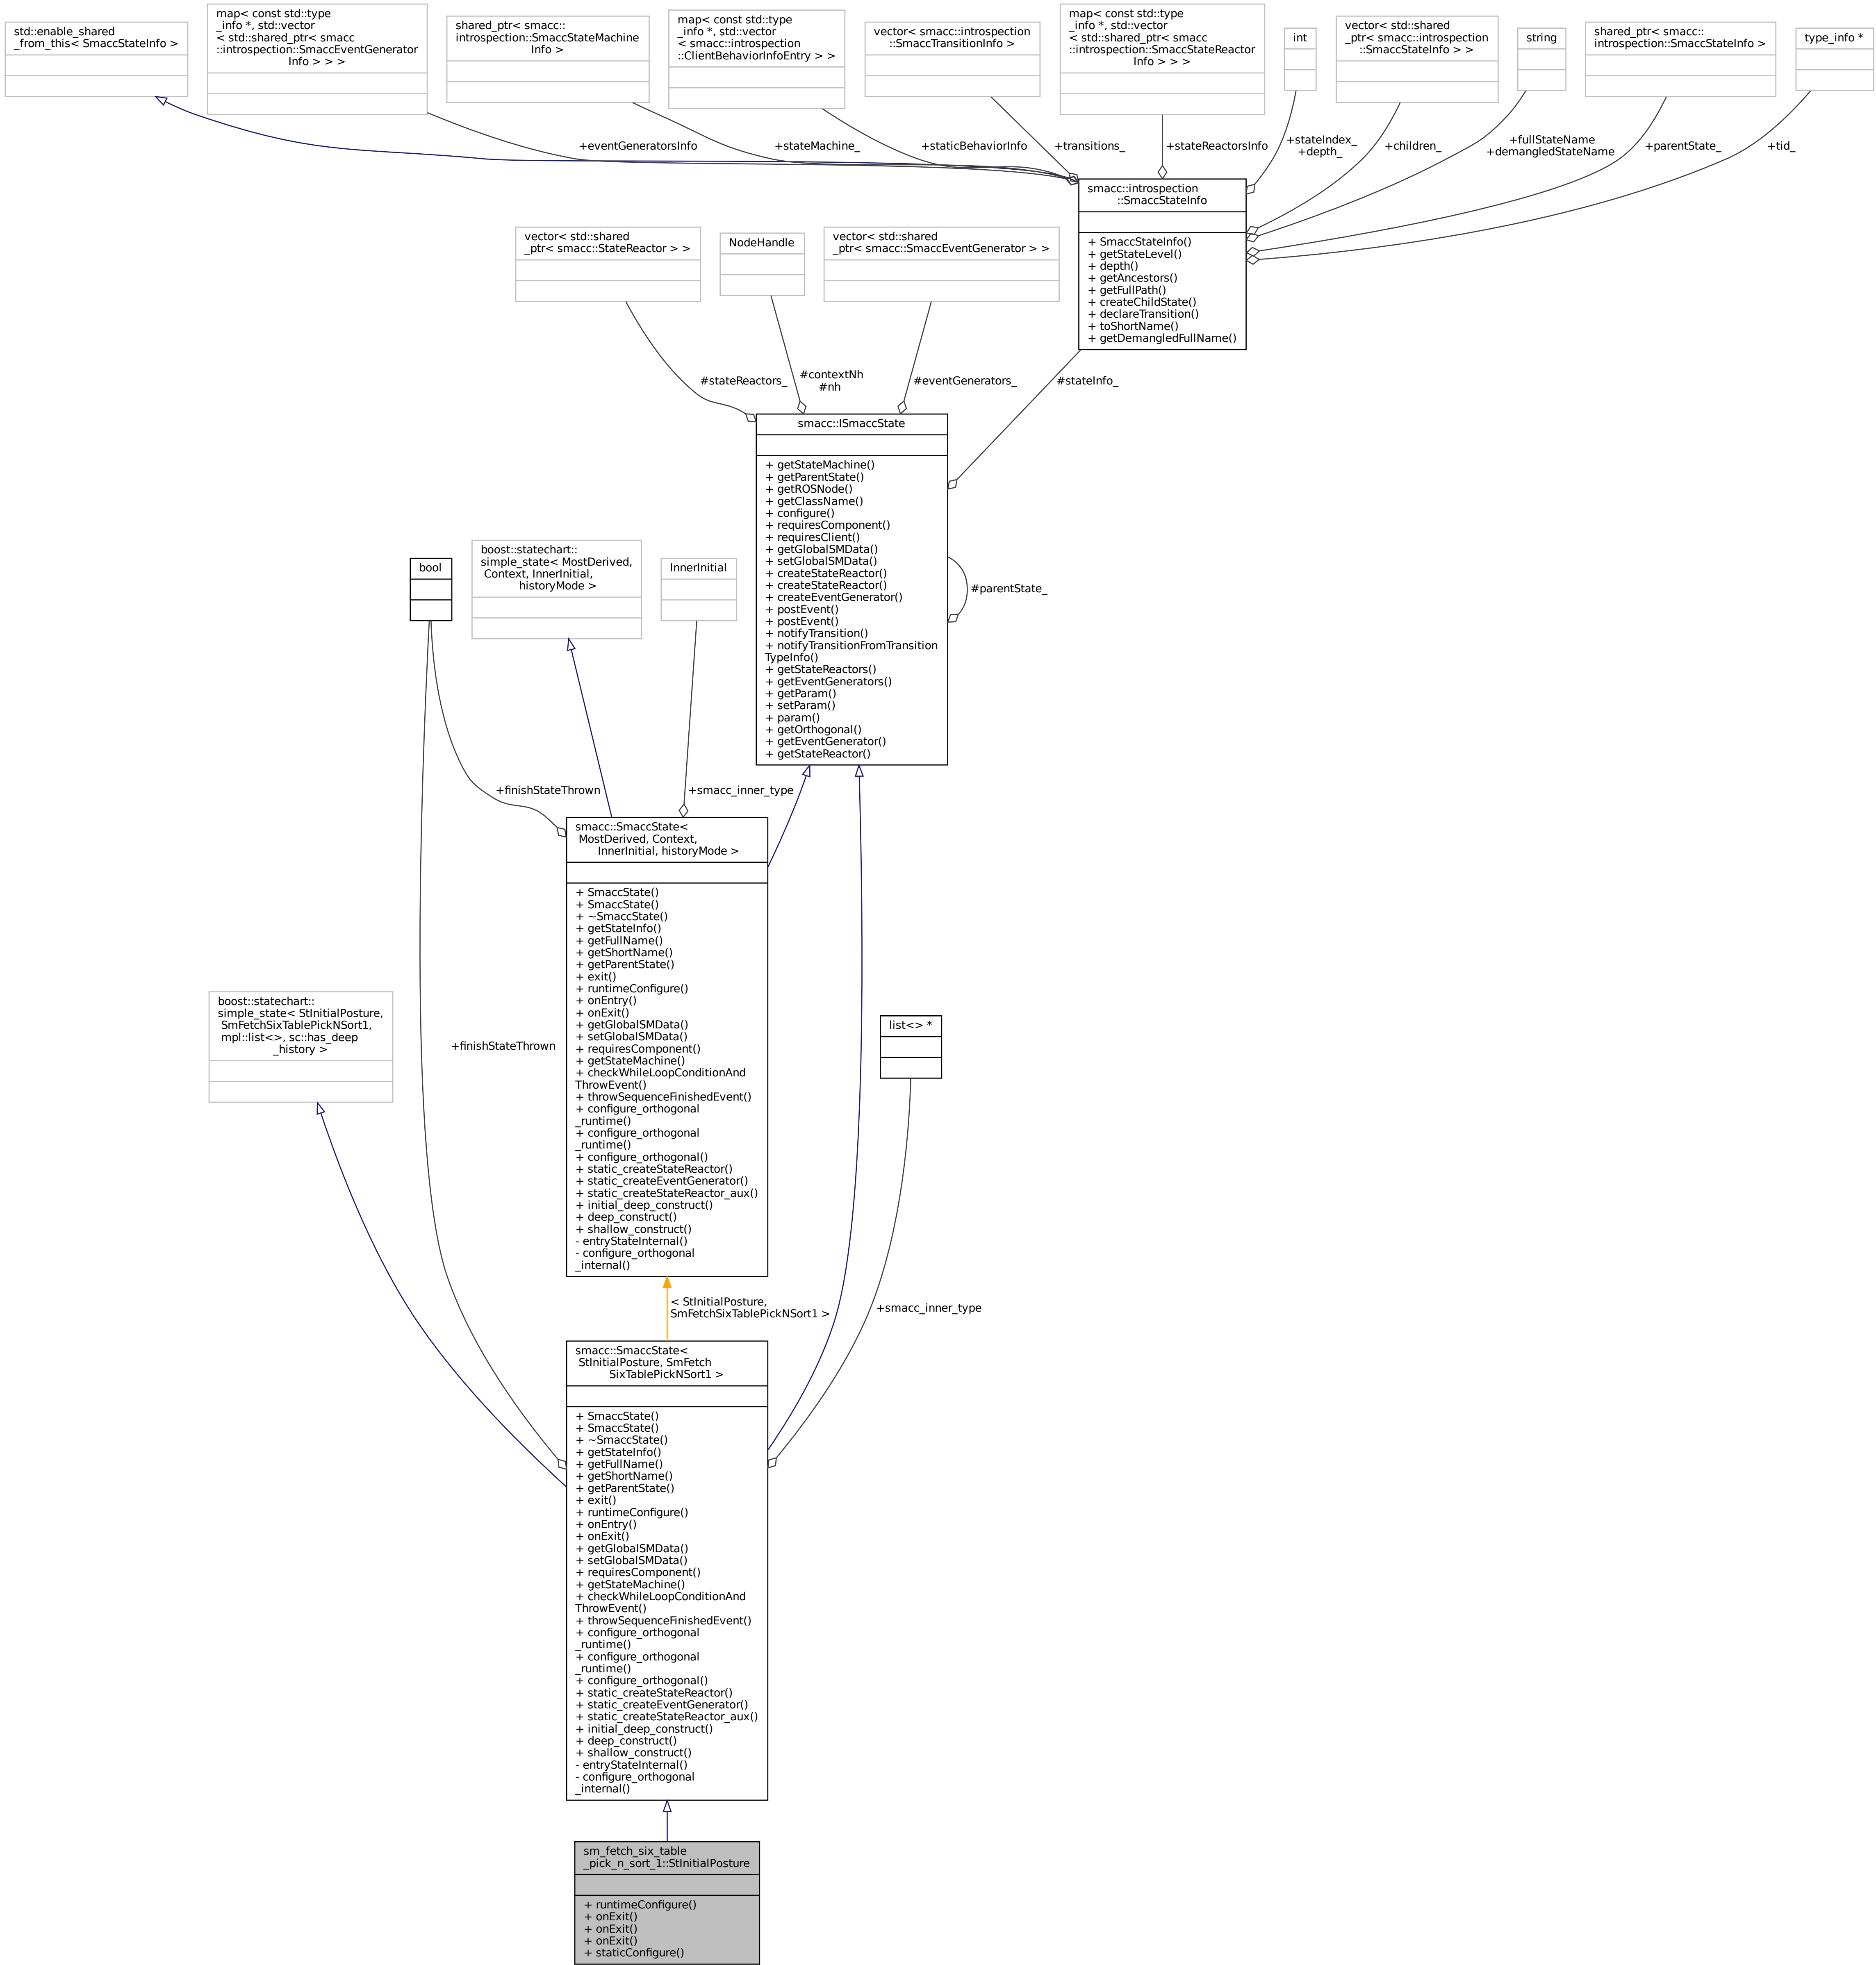 std::enable_shared
_from_this< SmaccStateInfo >
map< const std::type
_info *, std::vector
< std::shared_ptr< smacc
::introspection::SmaccEventGenerator
Info > > >
shared_ptr< smacc::
introspection::SmaccStateMachine
Info >
map< const std::type
_info *, std::vector
< smacc::introspection
::ClientBehaviorInfoEntry > >
vector< smacc::introspection
::SmaccTransitionInfo >
map< const std::type
_info *, std::vector
< std::shared_ptr< smacc
::introspection::SmaccStateReactor
Info > > >
int
vector< std::shared
_ptr< smacc::introspection
::SmaccStateInfo > >
string
shared_ptr< smacc::
introspection::SmaccStateInfo >
type_info *
+eventGeneratorsInfo
+stateMachine_
+staticBehaviorInfo
+transitions_
+stateReactorsInfo
+stateIndex_
+depth_
+children_
+fullStateName
+demangledStateName
+parentState_
+tid_
smacc::introspection
::SmaccStateInfo
+ SmaccStateInfo()
+ getStateLevel()
+ depth()
+ getAncestors()
+ getFullPath()
+ createChildState()
+ declareTransition()
+ toShortName()
+ getDemangledFullName()
vector< std::shared
_ptr< smacc::StateReactor > >
NodeHandle
vector< std::shared
_ptr< smacc::SmaccEventGenerator > >
#stateReactors_
#contextNh
#nh
#eventGenerators_
#stateInfo_
smacc::ISmaccState
+ getStateMachine()
+ getParentState()
+ getROSNode()
+ getClassName()
+ configure()
+ requiresComponent()
+ requiresClient()
+ getGlobalSMData()
+ setGlobalSMData()
+ createStateReactor()
+ createStateReactor()
+ createEventGenerator()
+ postEvent()
+ postEvent()
+ notifyTransition()
+ notifyTransitionFromTransition
TypeInfo()
+ getStateReactors()
+ getEventGenerators()
+ getParam()
+ setParam()
+ param()
+ getOrthogonal()
+ getEventGenerator()
+ getStateReactor()
#parentState_
bool
boost::statechart::
simple_state< MostDerived,
Context, InnerInitial,
historyMode >
InnerInitial
+finishStateThrown
+smacc_inner_type
smacc::SmaccState<
MostDerived, Context,
InnerInitial, historyMode >
+ SmaccState()
+ SmaccState()
+ ~SmaccState()
+ getStateInfo()
+ getFullName()
+ getShortName()
+ getParentState()
+ exit()
+ runtimeConfigure()
+ onEntry()
+ onExit()
+ getGlobalSMData()
+ setGlobalSMData()
+ requiresComponent()
+ getStateMachine()
+ checkWhileLoopConditionAnd
ThrowEvent()
+ throwSequenceFinishedEvent()
+ configure_orthogonal
_runtime()
+ configure_orthogonal
_runtime()
+ configure_orthogonal()
+ static_createStateReactor()
+ static_createEventGenerator()
+ static_createStateReactor_aux()
+ initial_deep_construct()
+ deep_construct()
+ shallow_construct()
- entryStateInternal()
- configure_orthogonal
_internal()
boost::statechart::
simple_state< StInitialPosture,
SmFetchSixTablePickNSort1,
mpl::list<>, sc::has_deep
_history >
+finishStateThrown
list<> *
< StInitialPosture,
SmFetchSixTablePickNSort1 >
+smacc_inner_type
smacc::SmaccState<
StInitialPosture, SmFetch
SixTablePickNSort1 >
+ SmaccState()
+ SmaccState()
+ ~SmaccState()
+ getStateInfo()
+ getFullName()
+ getShortName()
+ getParentState()
+ exit()
+ runtimeConfigure()
+ onEntry()
+ onExit()
+ getGlobalSMData()
+ setGlobalSMData()
+ requiresComponent()
+ getStateMachine()
+ checkWhileLoopConditionAnd
ThrowEvent()
+ throwSequenceFinishedEvent()
+ configure_orthogonal
_runtime()
+ configure_orthogonal
_runtime()
+ configure_orthogonal()
+ static_createStateReactor()
+ static_createEventGenerator()
+ static_createStateReactor_aux()
+ initial_deep_construct()
+ deep_construct()
+ shallow_construct()
- entryStateInternal()
- configure_orthogonal
_internal()
sm_fetch_six_table
_pick_n_sort_1::StInitialPosture
+ runtimeConfigure()
+ onExit()
+ onExit()
+ onExit()
+ staticConfigure()